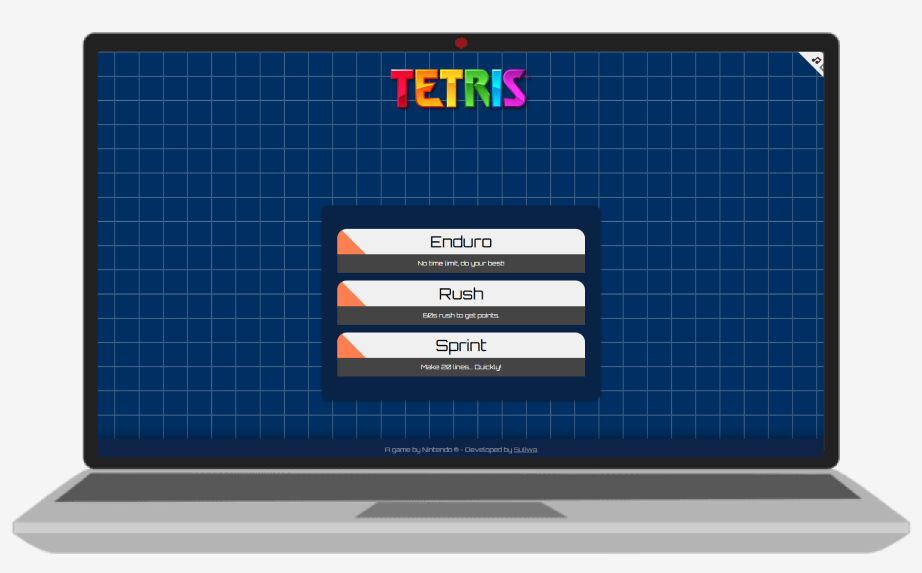 TETRIS
Enduro
No time limit, do your best!
Rush
60s rush to get points.
Sprint
Make 20 lines... Quickly!
A game by Nintendo ® - Developed by Suliwa